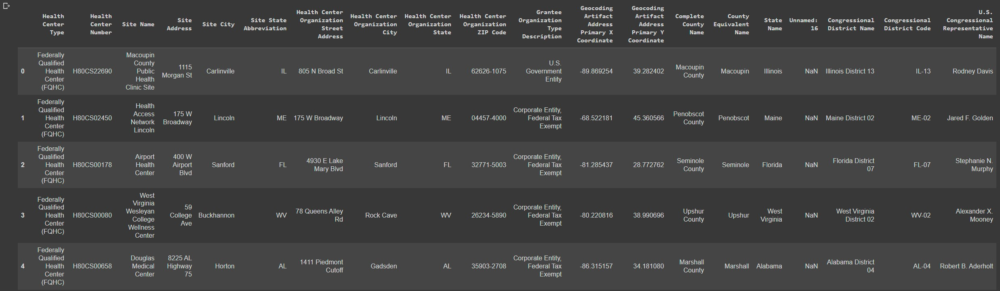 Health Center Type Health Center Number Site Name Site Address Site City Site State Abbreviation Health Center Organization Street Address Health Center Organization City Health Center Organization State Health Center Organization ZIP Code Grantee Organization Type Description Geocoding Artifact Address Primary X Coordinate Geocoding Artifact Address Primary Y Coordinate Complete County Name County Equivalent Name State Name Unnamed: 16 Congressional District Name Congressional District Code U.S. Congressional Representative Name
0 Federally Qualified Health Center (FQHC) H80CS22690 Macoupin County Public Health Clinic Site 1115 Morgan St Carlinville IL 805 N Broad St Carlinville IL 62626-1075 U.S. Government Entity -89.869254 39.282402 Macoupin County Macoupin Illinois NaN Illinois District 13 IL-13 Rodney Davis
1 Federally Qualified Health Center (FQHC) H80CS02450 Health Access Network Lincoln 175 W Broadway Lincoln ME 175 W Broadway Lincoln ME 04457-4000 Corporate Entity, Federal Tax Exempt -68.522181 45.360566 Penobscot County Penobscot Maine NaN Maine District 02 ME-02 Jared F. Golden
2 Federally Qualified Health Center (FQHC) H80CS00178 Airport Health Center 400 W Airport Blvd Sanford FL 4930 E Lake Mary Blvd Sanford FL 32771-5003 Corporate Entity, Federal Tax Exempt -81.285437 28.772762 Seminole County Seminole Florida NaN Florida District 07 FL-07 Stephanie N. Murphy
3 Federally Qualified Health Center (FQHC) H80CS00080 West Virginia Wesleyan College Wellness Center 59 College Ave Buckhannon WV 78 Queens Alley Rd Rock Cave WV 26234-5890 Corporate Entity, Federal Tax Exempt -80.220816 38.990696 Upshur County Upshur West Virginia NaN West Virginia District 02 WV-02 Alexander X. Mooney
4 Federally Qualified Health Center (FQHC) H80CS00658 Douglas Medical Center 8225 AL Highway 75 Horton AL 1411 Piedmont Cutoff Gadsden AL 35903-2708 Corporate Entity, Federal Tax Exempt -86.315157 34.181080 Marshall County Marshall Alabama NaN Alabama District 04 AL-04 Robert B. Aderholt